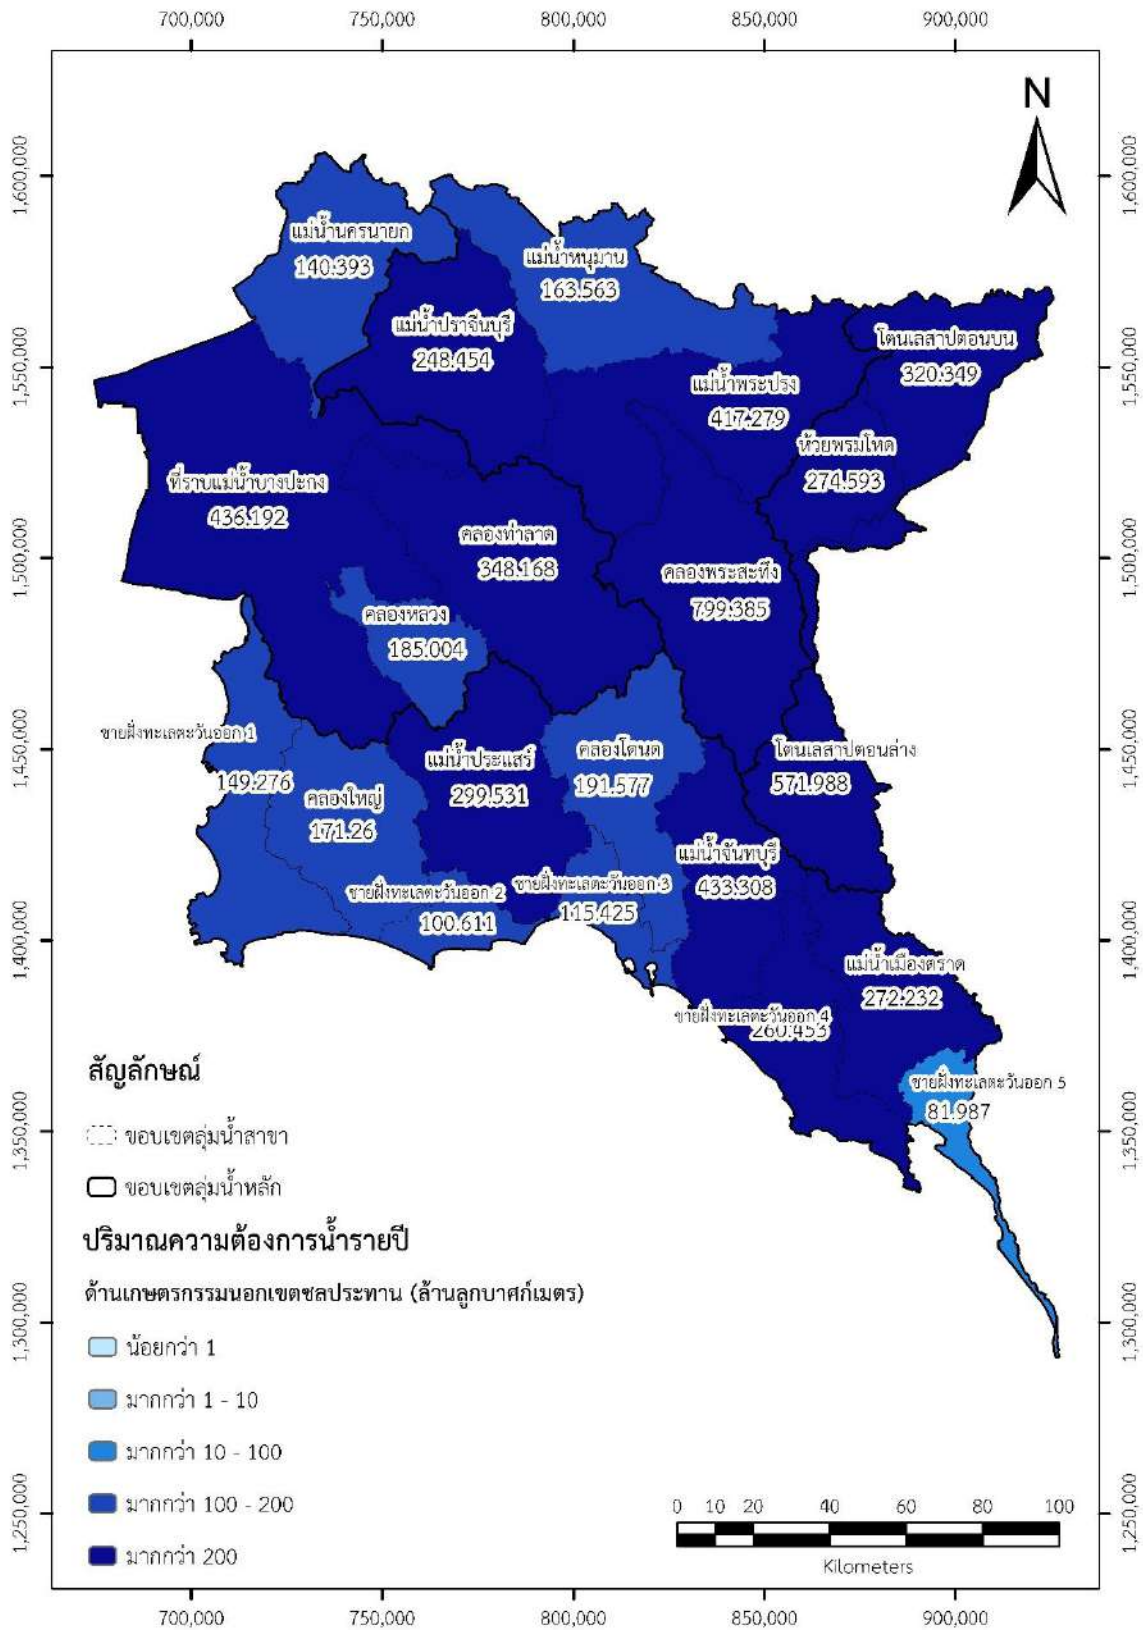 700,000 750,000 800,000 850,000 900,000
N
1,600,000 1,600,000
แม่น้ำนครนายก
140.393
แม่น้ำหนุมาน
163.563
แม่น้ำปราจีนบุรี
248.454
โตนเลสาปตอนบน
320.349
1,550,000 1,550,000
แม่น้ำพระปรง
417.279
ห้วยพรมโหด
274.593
ที่ราบแม่น้ำบางปะกง
436.192
คลองท่าลาด
348.168
1,500,000 1,500,000
คลองพระสะทึง
799.385
คลองหลวง
185.004
ชายฝั่งทะเลตะวันออก 1
149.276
1,450,000 1,450,000
แม่น้ำประแสร์
299.531
คลองโตนด
191.577
โตนเลสาปตอนล่าง
571.988
คลองใหญ่
171.26
แม่น้ำจันทบุรี
433.308
ชายฝั่งทะเลตะวันออก 2
100.611
ชายฝั่งทะเลตะวันออก 3
115.425
1,400,000 1,400,000
แม่น้ำเมืองตราด
272.232
ชายฝั่งทะเลตะวันออก 4
260.453
ชายฝั่งทะเลตะวันออก 5
81.987
1,350,000 1,350,000
สัญลักษณ์
ขอบเขตลุ่มน้ำสาขา
ขอบเขตลุ่มน้ำหลัก
ปริมาณความต้องการน้ำรายปี
ด้านเกษตรกรรมนอกเขตชลประทาน (ล้านลูกบาศก์เมตร)
1,300,000 1,300,000
น้อยกว่า 1
มากกว่า 1 - 10
มากกว่า 10 - 100
มากกว่า 100 - 200
มากกว่า 200
1,250,000 1,250,000
0 10 20 40 60 80 100
Kilometers
700,000 750,000 800,000 850,000 900,000